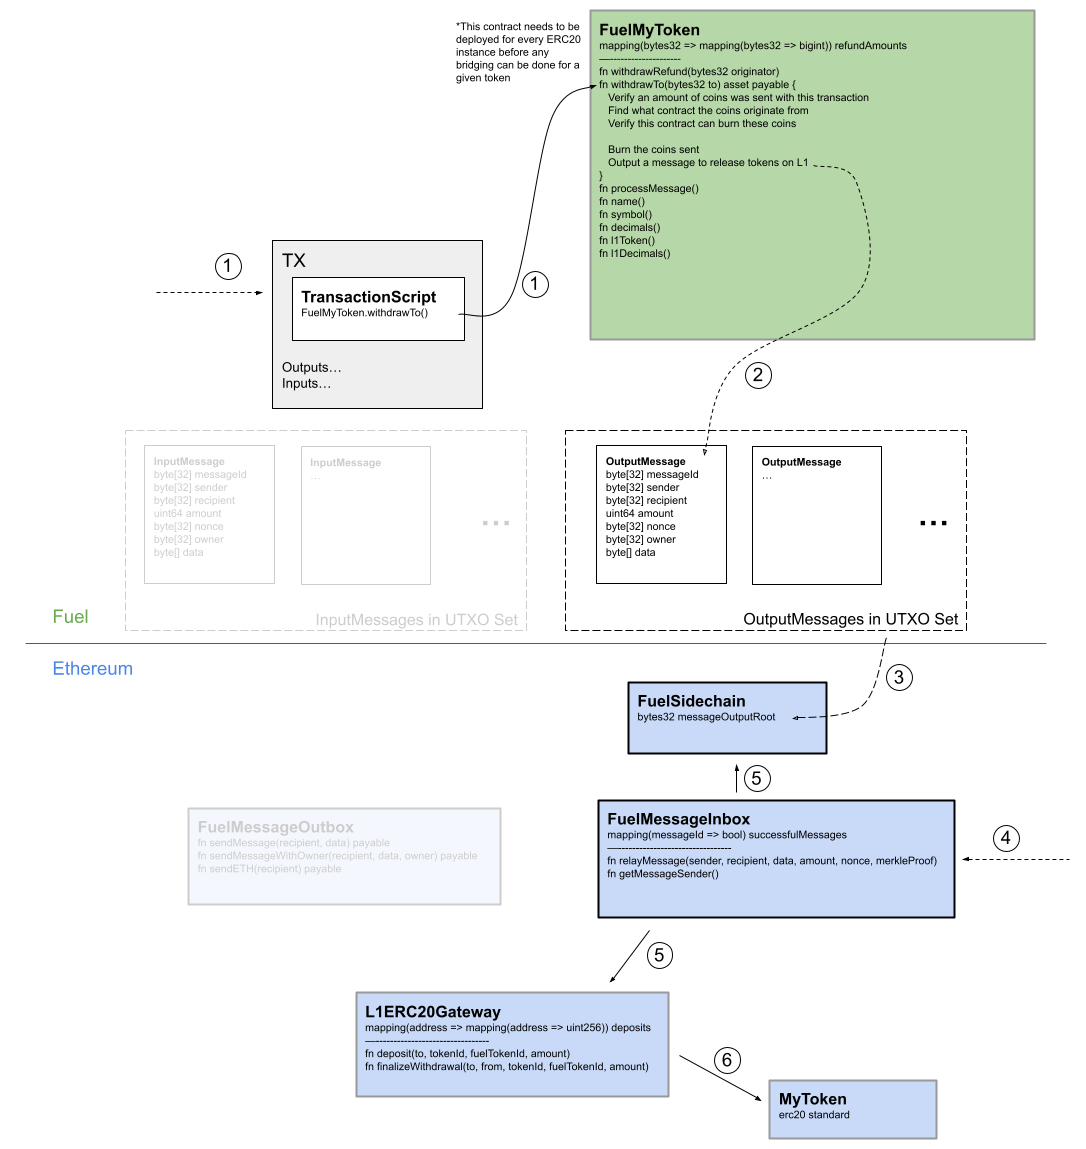 *This contract needs to be
deployed for every ERC20
instance before any
bridging can be done for a
given token
FuelMyToken
mapping(bytes32 => mapping(bytes32 => bigint)) refundAmounts
—-----------------------
fn withdrawRefund(bytes32 originator)
fn withdrawTo(bytes32 to) asset payable {
Verify an amount of coins was sent with this transaction
Find what contract the coins originate from
Verify this contract can burn these coins
Burn the coins sent
Output a message to release tokens on L1
}
fn processMessage()
fn name()
fn symbol()
fn decimals()
fn l1Token()
fn l1Decimals()
1
TX
TransactionScript
FuelMyToken.withdrawTo()
Outputs…
Inputs…
1
2
InputMessage
byte[32] messageId
byte[32] sender
byte[32] recipient
uint64 amount
byte[32] nonce
byte[32] owner
byte[] data
InputMessage
…
...
InputMessages in UTXO Set
OutputMessage
byte[32] messageId
byte[32] sender
byte[32] recipient
uint64 amount
byte[32] nonce
byte[32] owner
byte[] data
OutputMessage
…
...
OutputMessages in UTXO Set
Fuel
Ethereum
3
FuelSidechain
bytes32 messageOutputRoot
5
FuelMessageOutbox
fn sendMessage(recipient, data) payable
fn sendMessageWithOwner(recipient, data, owner) payable
fn sendETH(recipient) payable
FuelMessageInbox
mapping(messageId => bool) successfulMessages
—-----------------------------------
fn relayMessage(sender, recipient, data, amount, nonce, merkleProof)
fn getMessageSender()
4
5
L1ERC20Gateway
mapping(address => mapping(address => uint256)) deposits
—-----------------------------------
fn deposit(to, tokenId, fuelTokenId, amount)
fn finalizeWithdrawal(to, from, tokenId, fuelTokenId, amount)
6
MyToken
erc20 standard